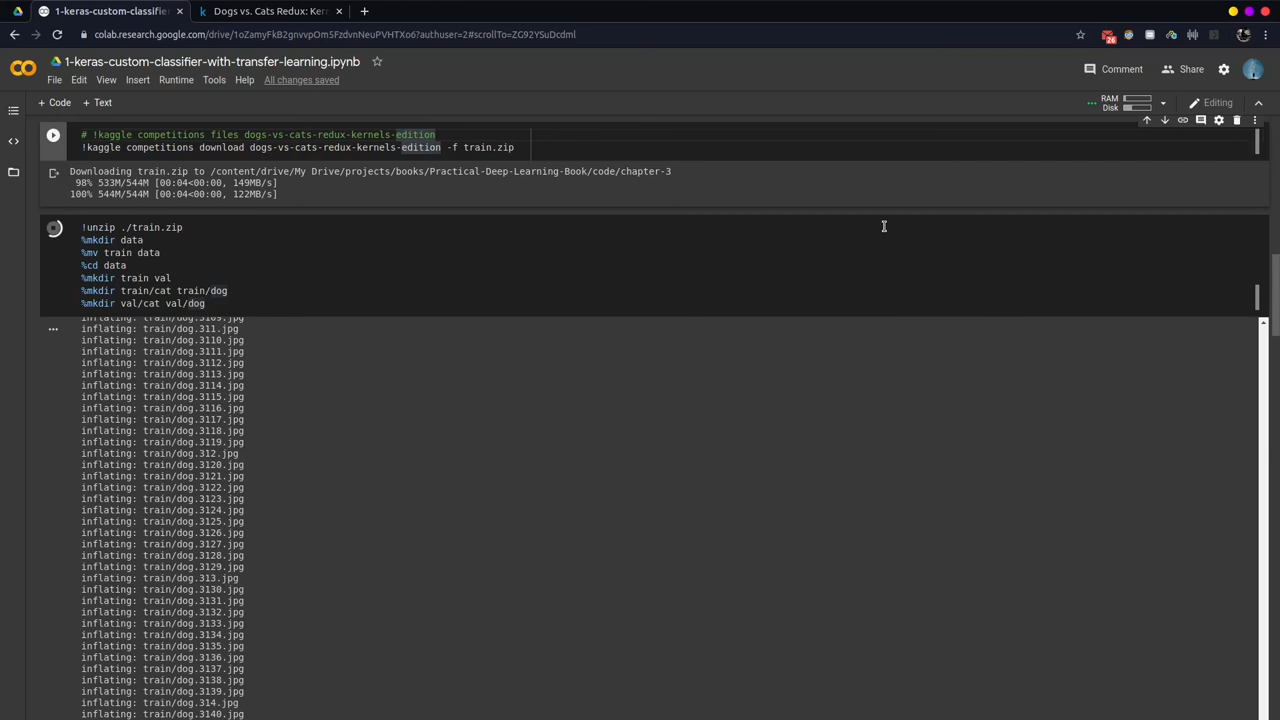 1-keras-custom-classifie
Dogs vs. Cats Redux: Ker
colab.research.google.com/drive/1oZamyFkB2gnvvpOm5FzdvnNeuPVHTXo6?authuser=2#scrollTo=ZG92YSuDcdml
26
1-keras-custom-classifier-with-transfer-learning.ipynb
File Edit View Insert Runtime Tools Help All changes saved
Comment
Share
+ Code + Text
RAM
Disk
Editing
# !kaggle competitions files dogs-vs-cats-redux-kernels-edition
!kaggle competitions download dogs-vs-cats-redux-kernels-edition -f train.zip
Downloading train.zip to /content/drive/My Drive/projects/books/Practical-Deep-Learning-Book/code/chapter-3
98% 533M/544M [00:04<00:00, 149MB/s]
100% 544M/544M [00:04<00:00, 122MB/s]
!unzip ./train.zip
%mkdir data
%mv train data
%cd data
%mkdir train val
%mkdir train/cat train/dog
%mkdir val/cat val/dog
inflating: train/dog.3109.jpg
inflating: train/dog.311.jpg
inflating: train/dog.3110.jpg
inflating: train/dog.3111.jpg
inflating: train/dog.3112.jpg
inflating: train/dog.3113.jpg
inflating: train/dog.3114.jpg
inflating: train/dog.3115.jpg
inflating: train/dog.3116.jpg
inflating: train/dog.3117.jpg
inflating: train/dog.3118.jpg
inflating: train/dog.3119.jpg
inflating: train/dog.312.jpg
inflating: train/dog.3120.jpg
inflating: train/dog.3121.jpg
inflating: train/dog.3122.jpg
inflating: train/dog.3123.jpg
inflating: train/dog.3124.jpg
inflating: train/dog.3125.jpg
inflating: train/dog.3126.jpg
inflating: train/dog.3127.jpg
inflating: train/dog.3128.jpg
inflating: train/dog.3129.jpg
inflating: train/dog.313.jpg
inflating: train/dog.3130.jpg
inflating: train/dog.3131.jpg
inflating: train/dog.3132.jpg
inflating: train/dog.3133.jpg
inflating: train/dog.3134.jpg
inflating: train/dog.3135.jpg
inflating: train/dog.3136.jpg
inflating: train/dog.3137.jpg
inflating: train/dog.3138.jpg
inflating: train/dog.3139.jpg
inflating: train/dog.314.jpg
inflating: train/dog.3140.jpg